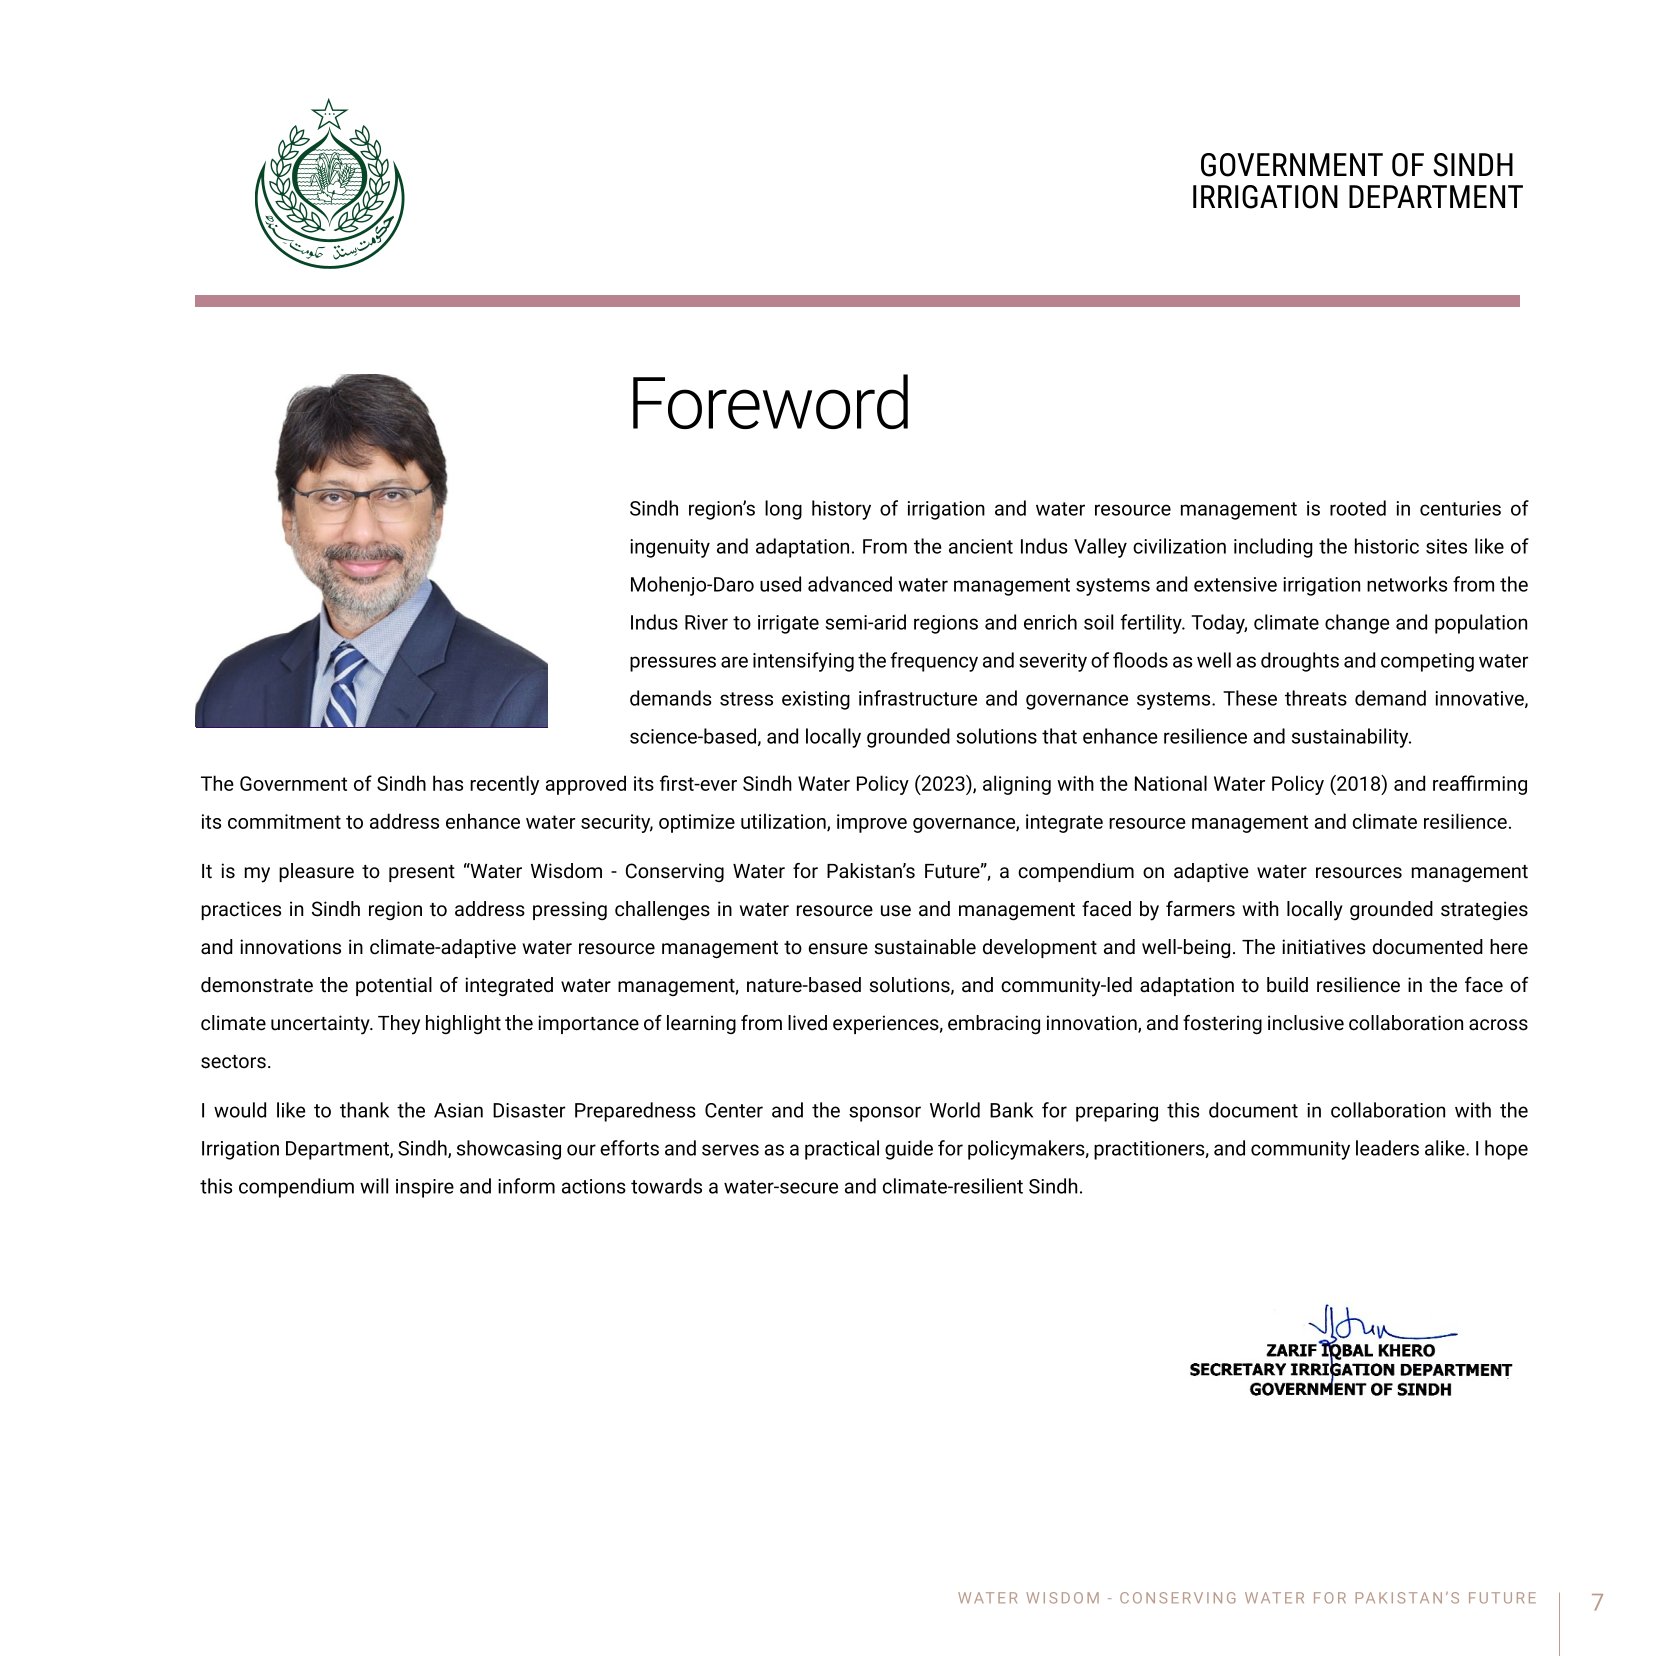 حڪومت سنڌ حکومت سندھ
GOVERNMENT OF SINDH
IRRIGATION DEPARTMENT
Foreword
Sindh region’s long history of irrigation and water resource management is rooted in centuries of
ingenuity and adaptation. From the ancient Indus Valley civilization including the historic sites like of
Mohenjo-Daro used advanced water management systems and extensive irrigation networks from the
Indus River to irrigate semi-arid regions and enrich soil fertility. Today, climate change and population
pressures are intensifying the frequency and severity of floods as well as droughts and competing water
demands stress existing infrastructure and governance systems. These threats demand innovative,
science-based, and locally grounded solutions that enhance resilience and sustainability.
The Government of Sindh has recently approved its first-ever Sindh Water Policy (2023), aligning with the National Water Policy (2018) and reaffirming
its commitment to address enhance water security, optimize utilization, improve governance, integrate resource management and climate resilience.
It is my pleasure to present “Water Wisdom - Conserving Water for Pakistan’s Future”, a compendium on adaptive water resources management
practices in Sindh region to address pressing challenges in water resource use and management faced by farmers with locally grounded strategies
and innovations in climate-adaptive water resource management to ensure sustainable development and well-being. The initiatives documented here
demonstrate the potential of integrated water management, nature-based solutions, and community-led adaptation to build resilience in the face of
climate uncertainty. They highlight the importance of learning from lived experiences, embracing innovation, and fostering inclusive collaboration across
sectors.
I would like to thank the Asian Disaster Preparedness Center and the sponsor World Bank for preparing this document in collaboration with the
Irrigation Department, Sindh, showcasing our efforts and serves as a practical guide for policymakers, practitioners, and community leaders alike. I hope
this compendium will inspire and inform actions towards a water-secure and climate-resilient Sindh.
ZARIF IQBAL KHERO
SECRETARY IRRIGATION DEPARTMENT
GOVERNMENT OF SINDH
WATER WISDOM - CONSERVING WATER FOR PAKISTAN’S FUTURE
7